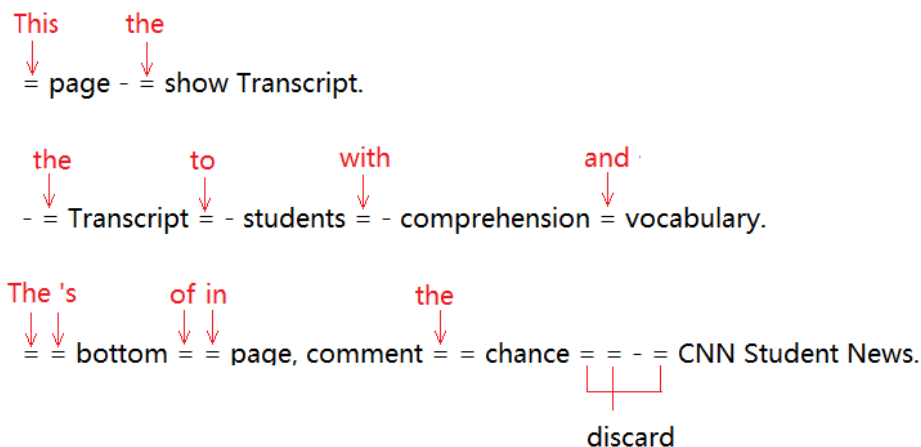 This the
= page - = show Transcript.
the to with and
- = Transcript = - students = - comprehension = vocabulary.
The 's of in the
= = bottom = = page, comment = = chance = = - = CNN Student News.
discard